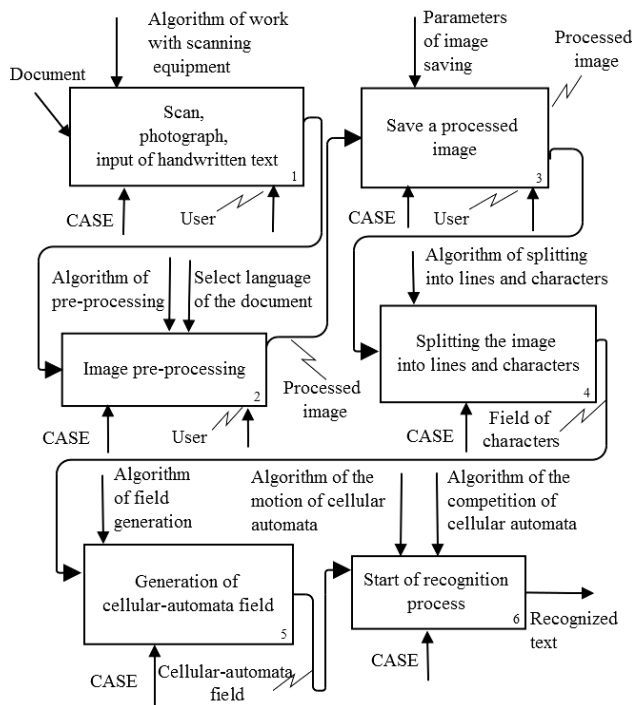 Algorithm of work
with scanning
equipment
Document
Scan,
photograph,
input of handwritten text
1
CASE
User
Parameters
of image
saving
Processed
image
Save a processed
image
3
CASE
User
Algorithm of
pre-processing
Select language
of the document
Image pre-processing
2
CASE
User
Processed
image
Algorithm of splitting
into lines and characters
Splitting the image
into lines and characters
4
CASE
Field of
characters
Algorithm
of field
generation
Generation of
cellular-automata field
5
CASE
Cellular-automata
field
Algorithm of the
motion of cellular
automata
Algorithm of the
competition of
cellular automata
Start of recognition
process
6
CASE
Recognized
text